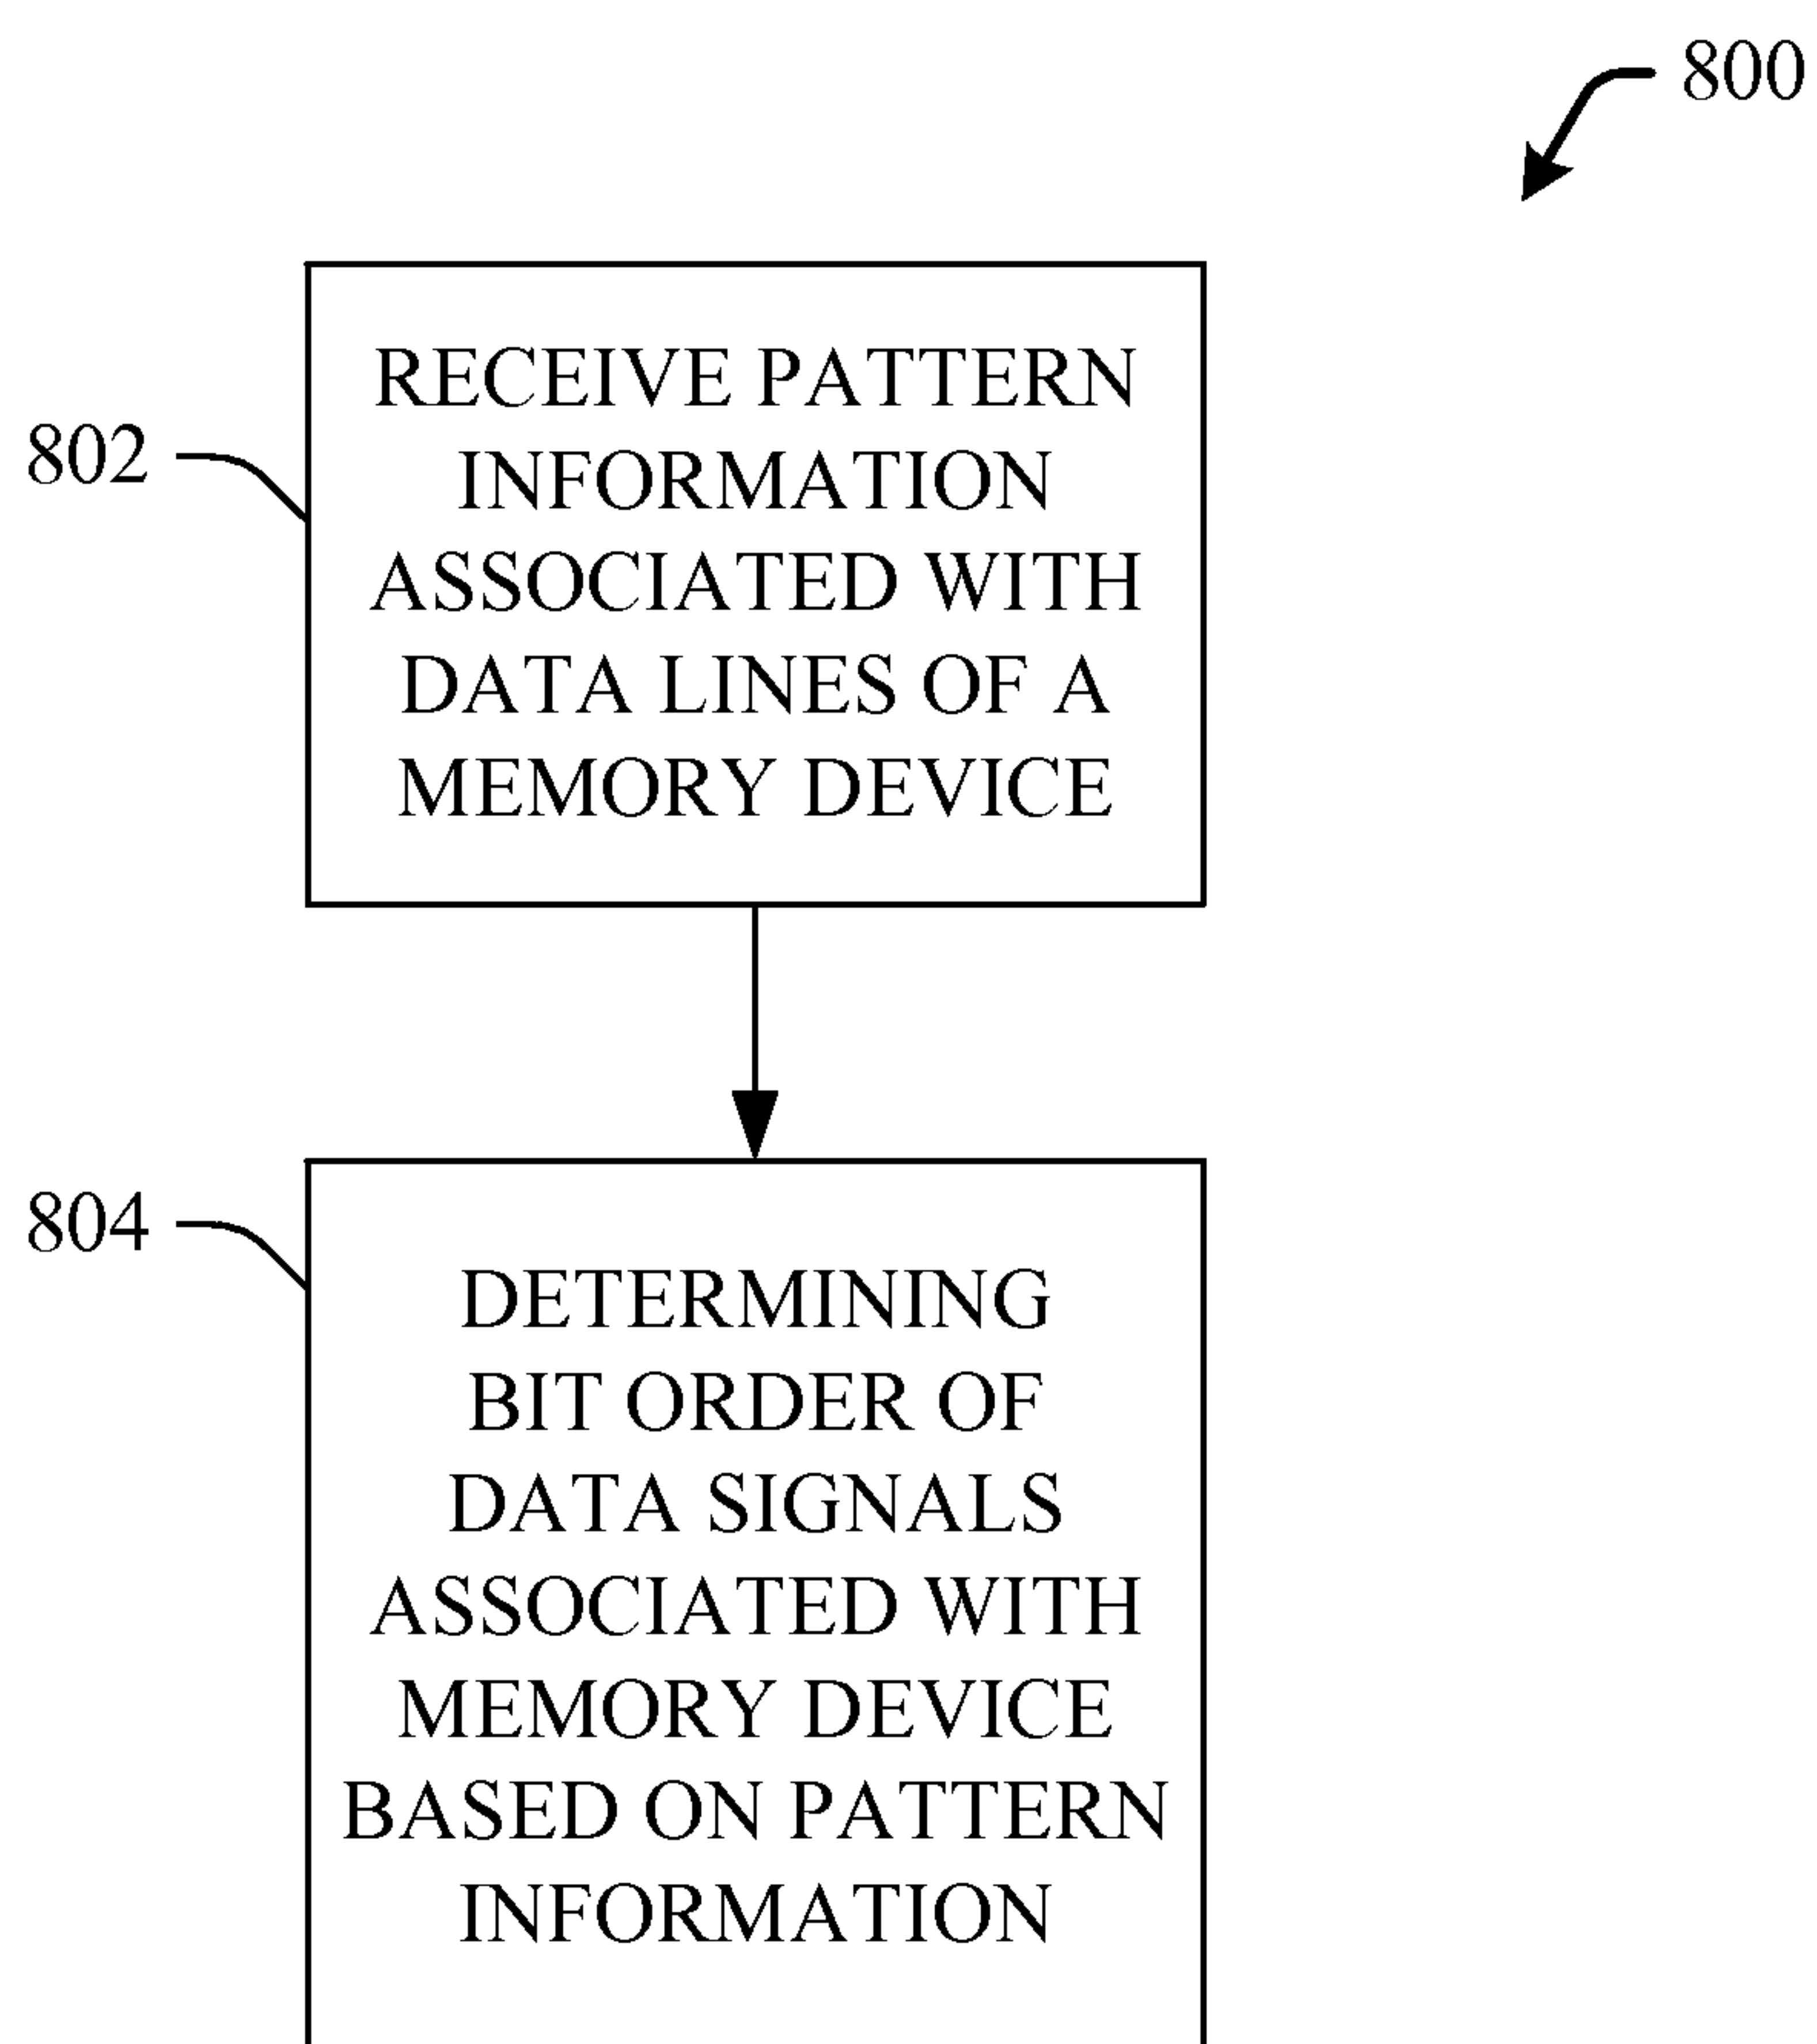 800
802
RECEIVE PATTERN
INFORMATION
ASSOCIATED WITH
DATA LINES OF A
MEMORY DEVICE
804
DETERMINING
BIT ORDER OF
DATA SIGNALS
ASSOCIATED WITH
MEMORY DEVICE
BASED ON PATTERN
INFORMATION